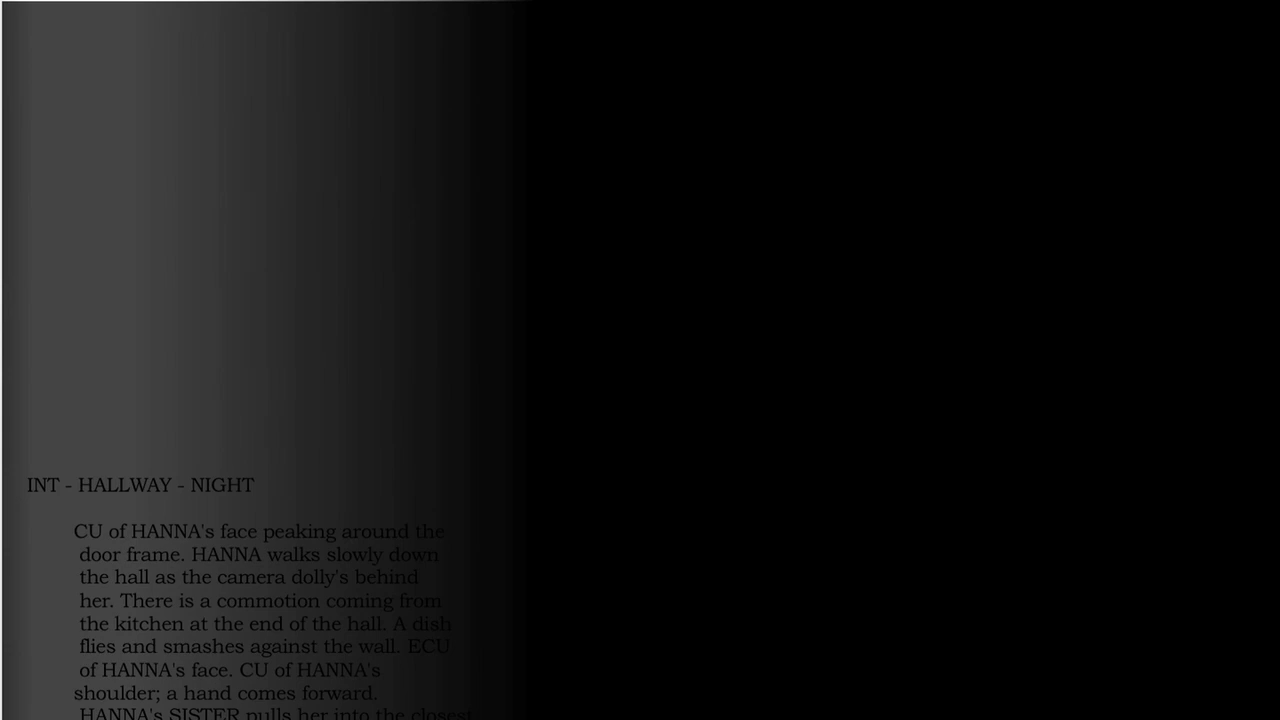 INT - HALLWAY - NIGHT
CU of HANNA's face peaking around the
door frame. HANNA walks slowly down
the hall as the camera dolly's behind
her. There is a commotion coming from
the kitchen at the end of the hall. A dish
flies and smashes against the wall. ECU
of HANNA's face. CU of HANNA's
shoulder; a hand comes forward.
HANNA's SISTER pulls her into the closest